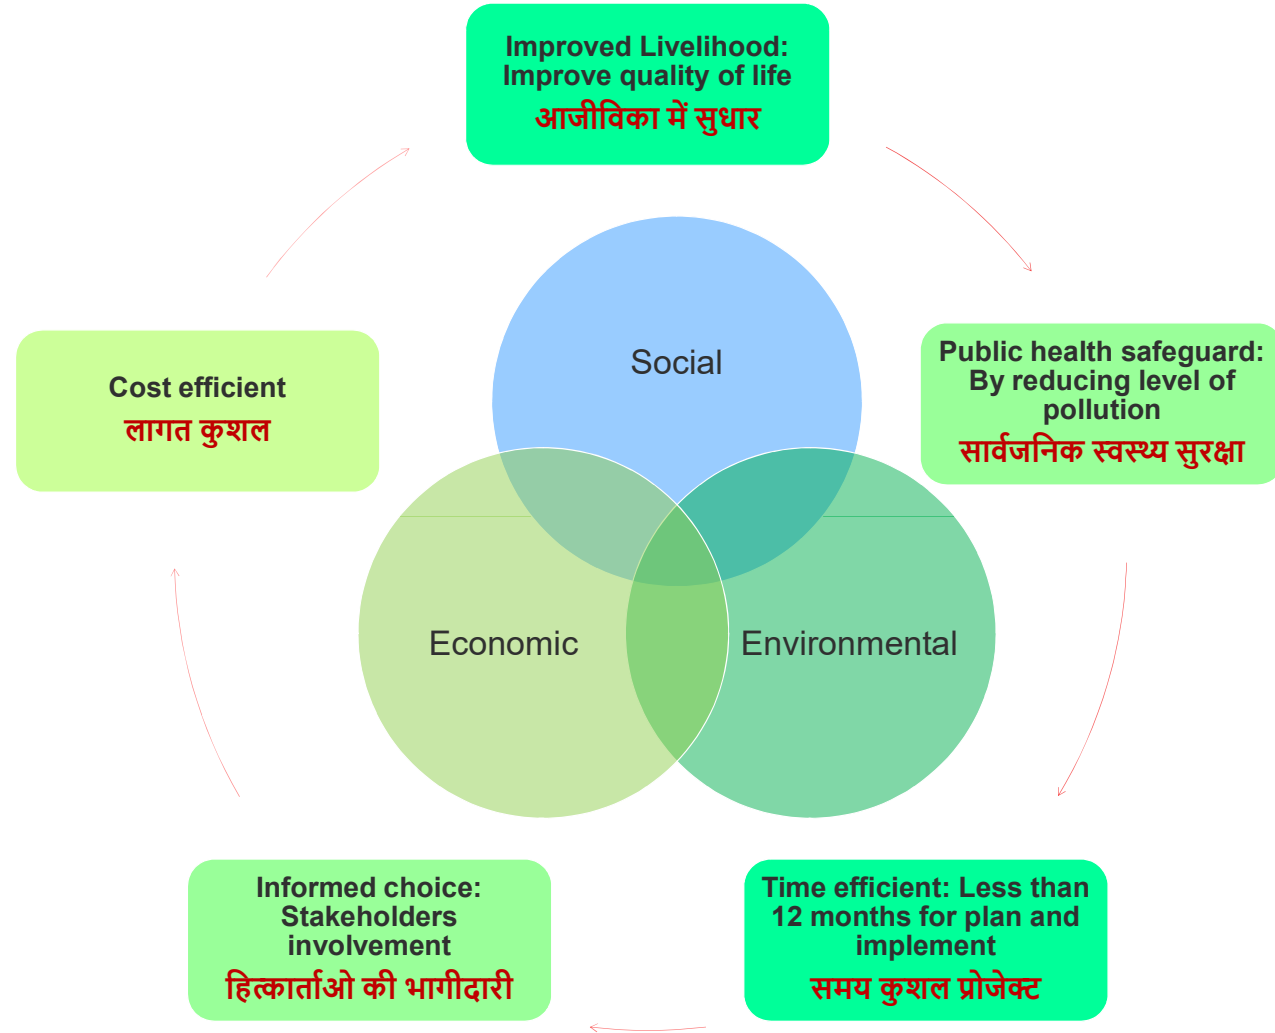 Improved Livelihood:
Improve quality of life
आजीविका में सुधार
Social
Public health safeguard:
By reducing level of
pollution
सार्वजनिक स्वस्थ्य सुरक्षा
Cost efficient
लागत कुशल
Economic
Environmental
Informed choice:
Stakeholders
involvement
हित्कार्ताओ की भागीदारी
Time efficient: Less than
12 months for plan and
implement
समय कुशल प्रोजेक्ट